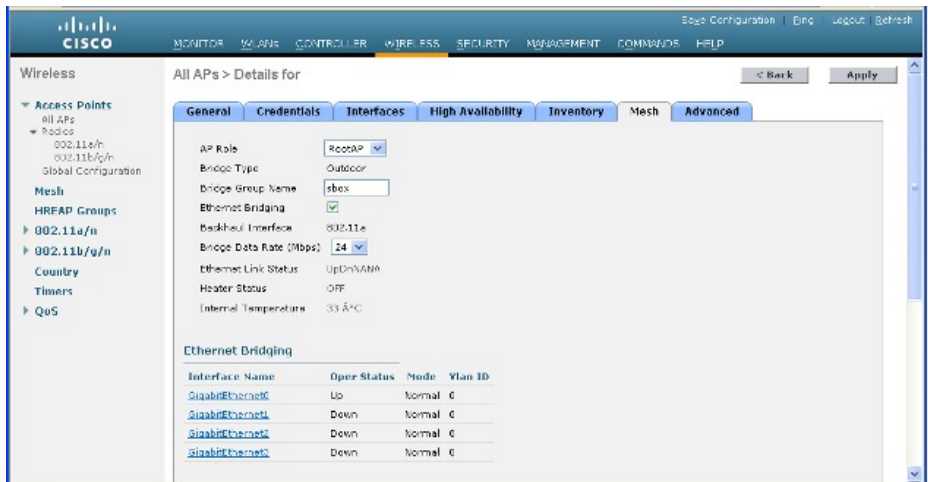 Save Configuration | Ping | Logout | Refresh
CISCO
MONITOR WLANs CONTROLLER WIRELESS SECURITY MANAGEMENT COMMANDS HELP
Wireless
All APs > Details for
< Back
Apply
Access Points
All APs
Radios
802.11a/n
802.11b/g/n
Global Configuration
Mesh
HREAP Groups
802.11a/n
802.11b/g/n
Country
Timers
QoS
General Credentials Interfaces High Availability Inventory Mesh Advanced
AP Role RootAP
Bridge Type Outdoor
Bridge Group Name sbox
Ethernet Bridging
Backhaul Interface 802.11a
Bridge Data Rate (Mbps) 24
Ethernet Link Status UpDnNANA
Heater Status OFF
Internal Temperature 33 Â°C
Ethernet Bridging
Interface Name Oper Status Mode Vlan ID
GigabitEthernet0 Up Normal 0
GigabitEthernet1 Down Normal 0
GigabitEthernet2 Down Normal 0
GigabitEthernet3 Down Normal 0